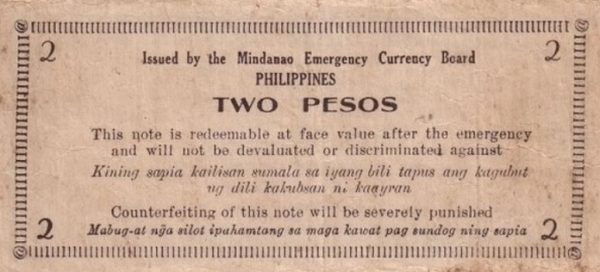 2 2
Issued by the Mindanao Emergency Currency Board
PHILIPPINES
TWO PESOS
This note is redeemable at face value after the emergency
and will not be devaluated or discriminated against
Kining sapia kailisan sumala sa iyang bili tapus ang kagubut
ug dili kakubsan ni kaayran
Counterfeiting of this note will be severely punished
2 2
Mabug-at nga silot ipahamtang sa maga kawat pag sundog ning sapia